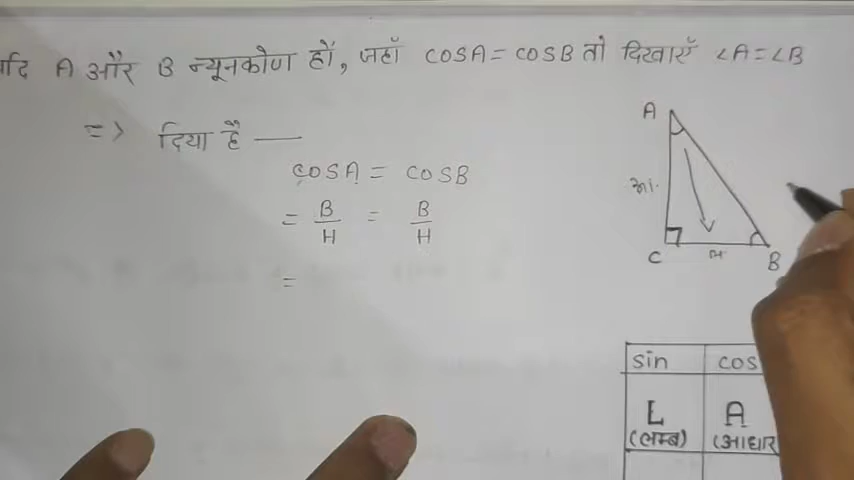 यदि A और B न्यूनकोण हों, जहाँ COSA = COSB तो दिखाएँ ∠A = ∠B
=> दिया है —
COSA = COSB
= B/H = B/H
=
A
C
B
sin cos
L A
(लम्ब) (आधार